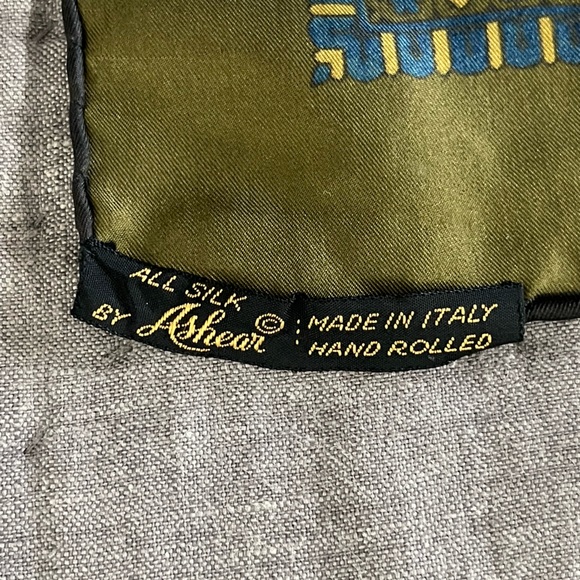 ALL SILK
BY Ashear ©
MADE IN ITALY
HAND ROLLED